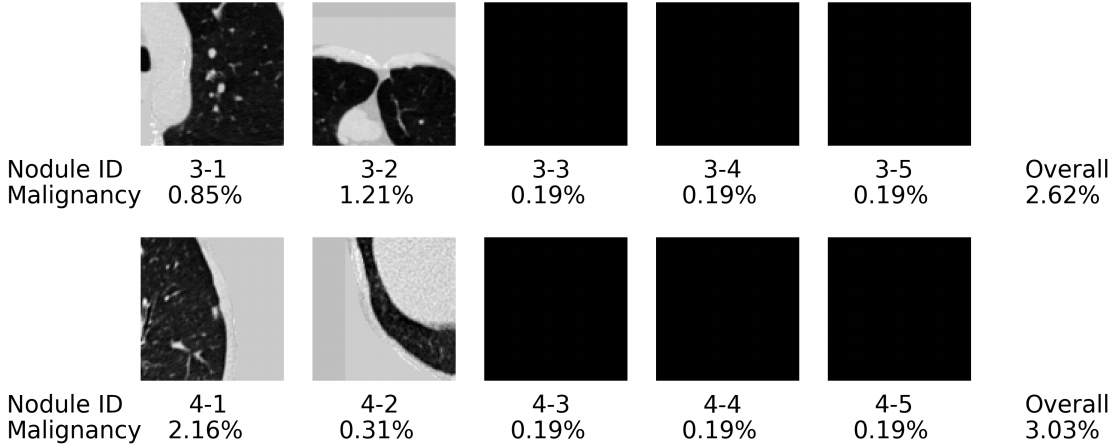 Nodule ID 3-1 3-2 3-3 3-4 3-5 Overall
Malignancy 0.85% 1.21% 0.19% 0.19% 0.19% 2.62%
Nodule ID 4-1 4-2 4-3 4-4 4-5 Overall
Malignancy 2.16% 0.31% 0.19% 0.19% 0.19% 3.03%